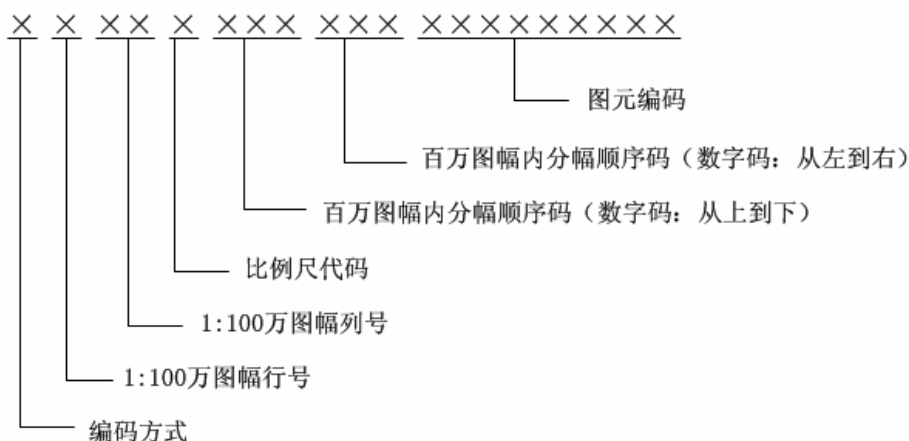 × × ×× × ××× ××× ×××××××××
图元编码
百万图幅内分幅顺序码（数字码：从左到右）
百万图幅内分幅顺序码（数字码：从上到下）
比例尺代码
1:100万图幅列号
1:100万图幅行号
编码方式